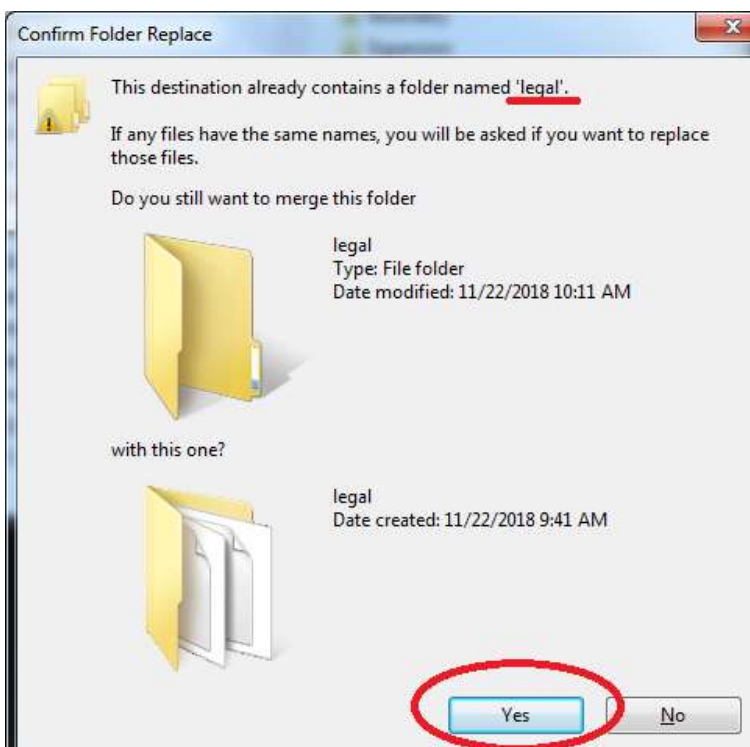 Confirm Folder Replace
This destination already contains a folder named 'legal'.
If any files have the same names, you will be asked if you want to replace
those files.
Do you still want to merge this folder
legal
Type: File folder
Date modified: 11/22/2018 10:11 AM
with this one?
legal
Date created: 11/22/2018 9:41 AM
Yes
No